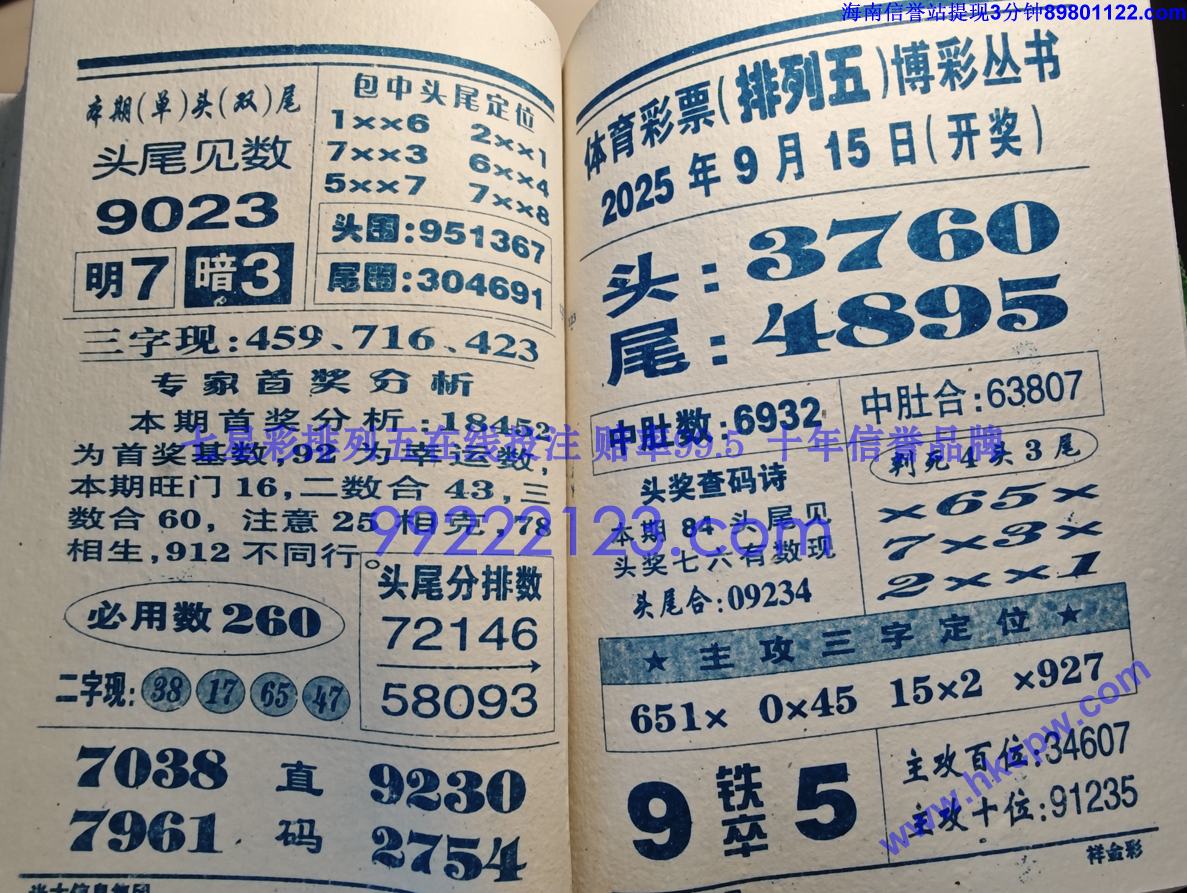 海南信誉站提现3分钟89801122.com
本期(单)头(双)尾
头尾见数
9023
明7 暗3
包中头尾定位
1××6 2××1
7××3 6××4
5××7 7××8
头围:951367
尾围:304691
三字现:459、716、423
专家首奖分析
本期首奖分析:18452
为首奖基数,92为幸运数,
本期旺门16,二数合43,三
数合60,注意25相克,78
相生,912不同行。
必用数260
二字现: 38 17 65 47
头尾分排数
72146
58093
7038 直 9230
7961 码 2754
体育彩票(排列五)博彩丛书
2025年9月15日(开奖)
头:3760
尾:4895
中肚数:6932
中肚合:63807
头奖查码诗
本期84头尾见
头奖七六有数现
头尾合:09234
判死4头3尾
×65×
7×3×
2××1
★主攻三字定位★
651× 0×45 15×2 ×927
9 铁卒 5
主攻百位:34607
主攻十位:91235
祥金彩
七星彩排列五在线投注 赔率99.5 十年信誉品牌
99222123.com
www.hkcpw.com